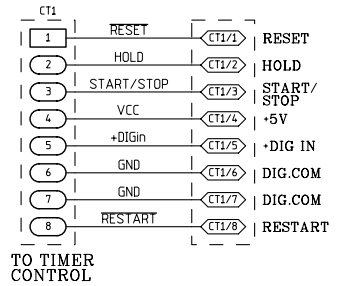 CT1
1 RESET CT1/1 RESET
2 HOLD CT1/2 HOLD
3 START/STOP CT1/3 START/
STOP
4 VCC CT1/4 +5V
5 +DIGin CT1/5 +DIG IN
6 GND CT1/6 DIG.COM
7 GND CT1/7 DIG.COM
8 RESTART CT1/8 RESTART
TO TIMER
CONTROL